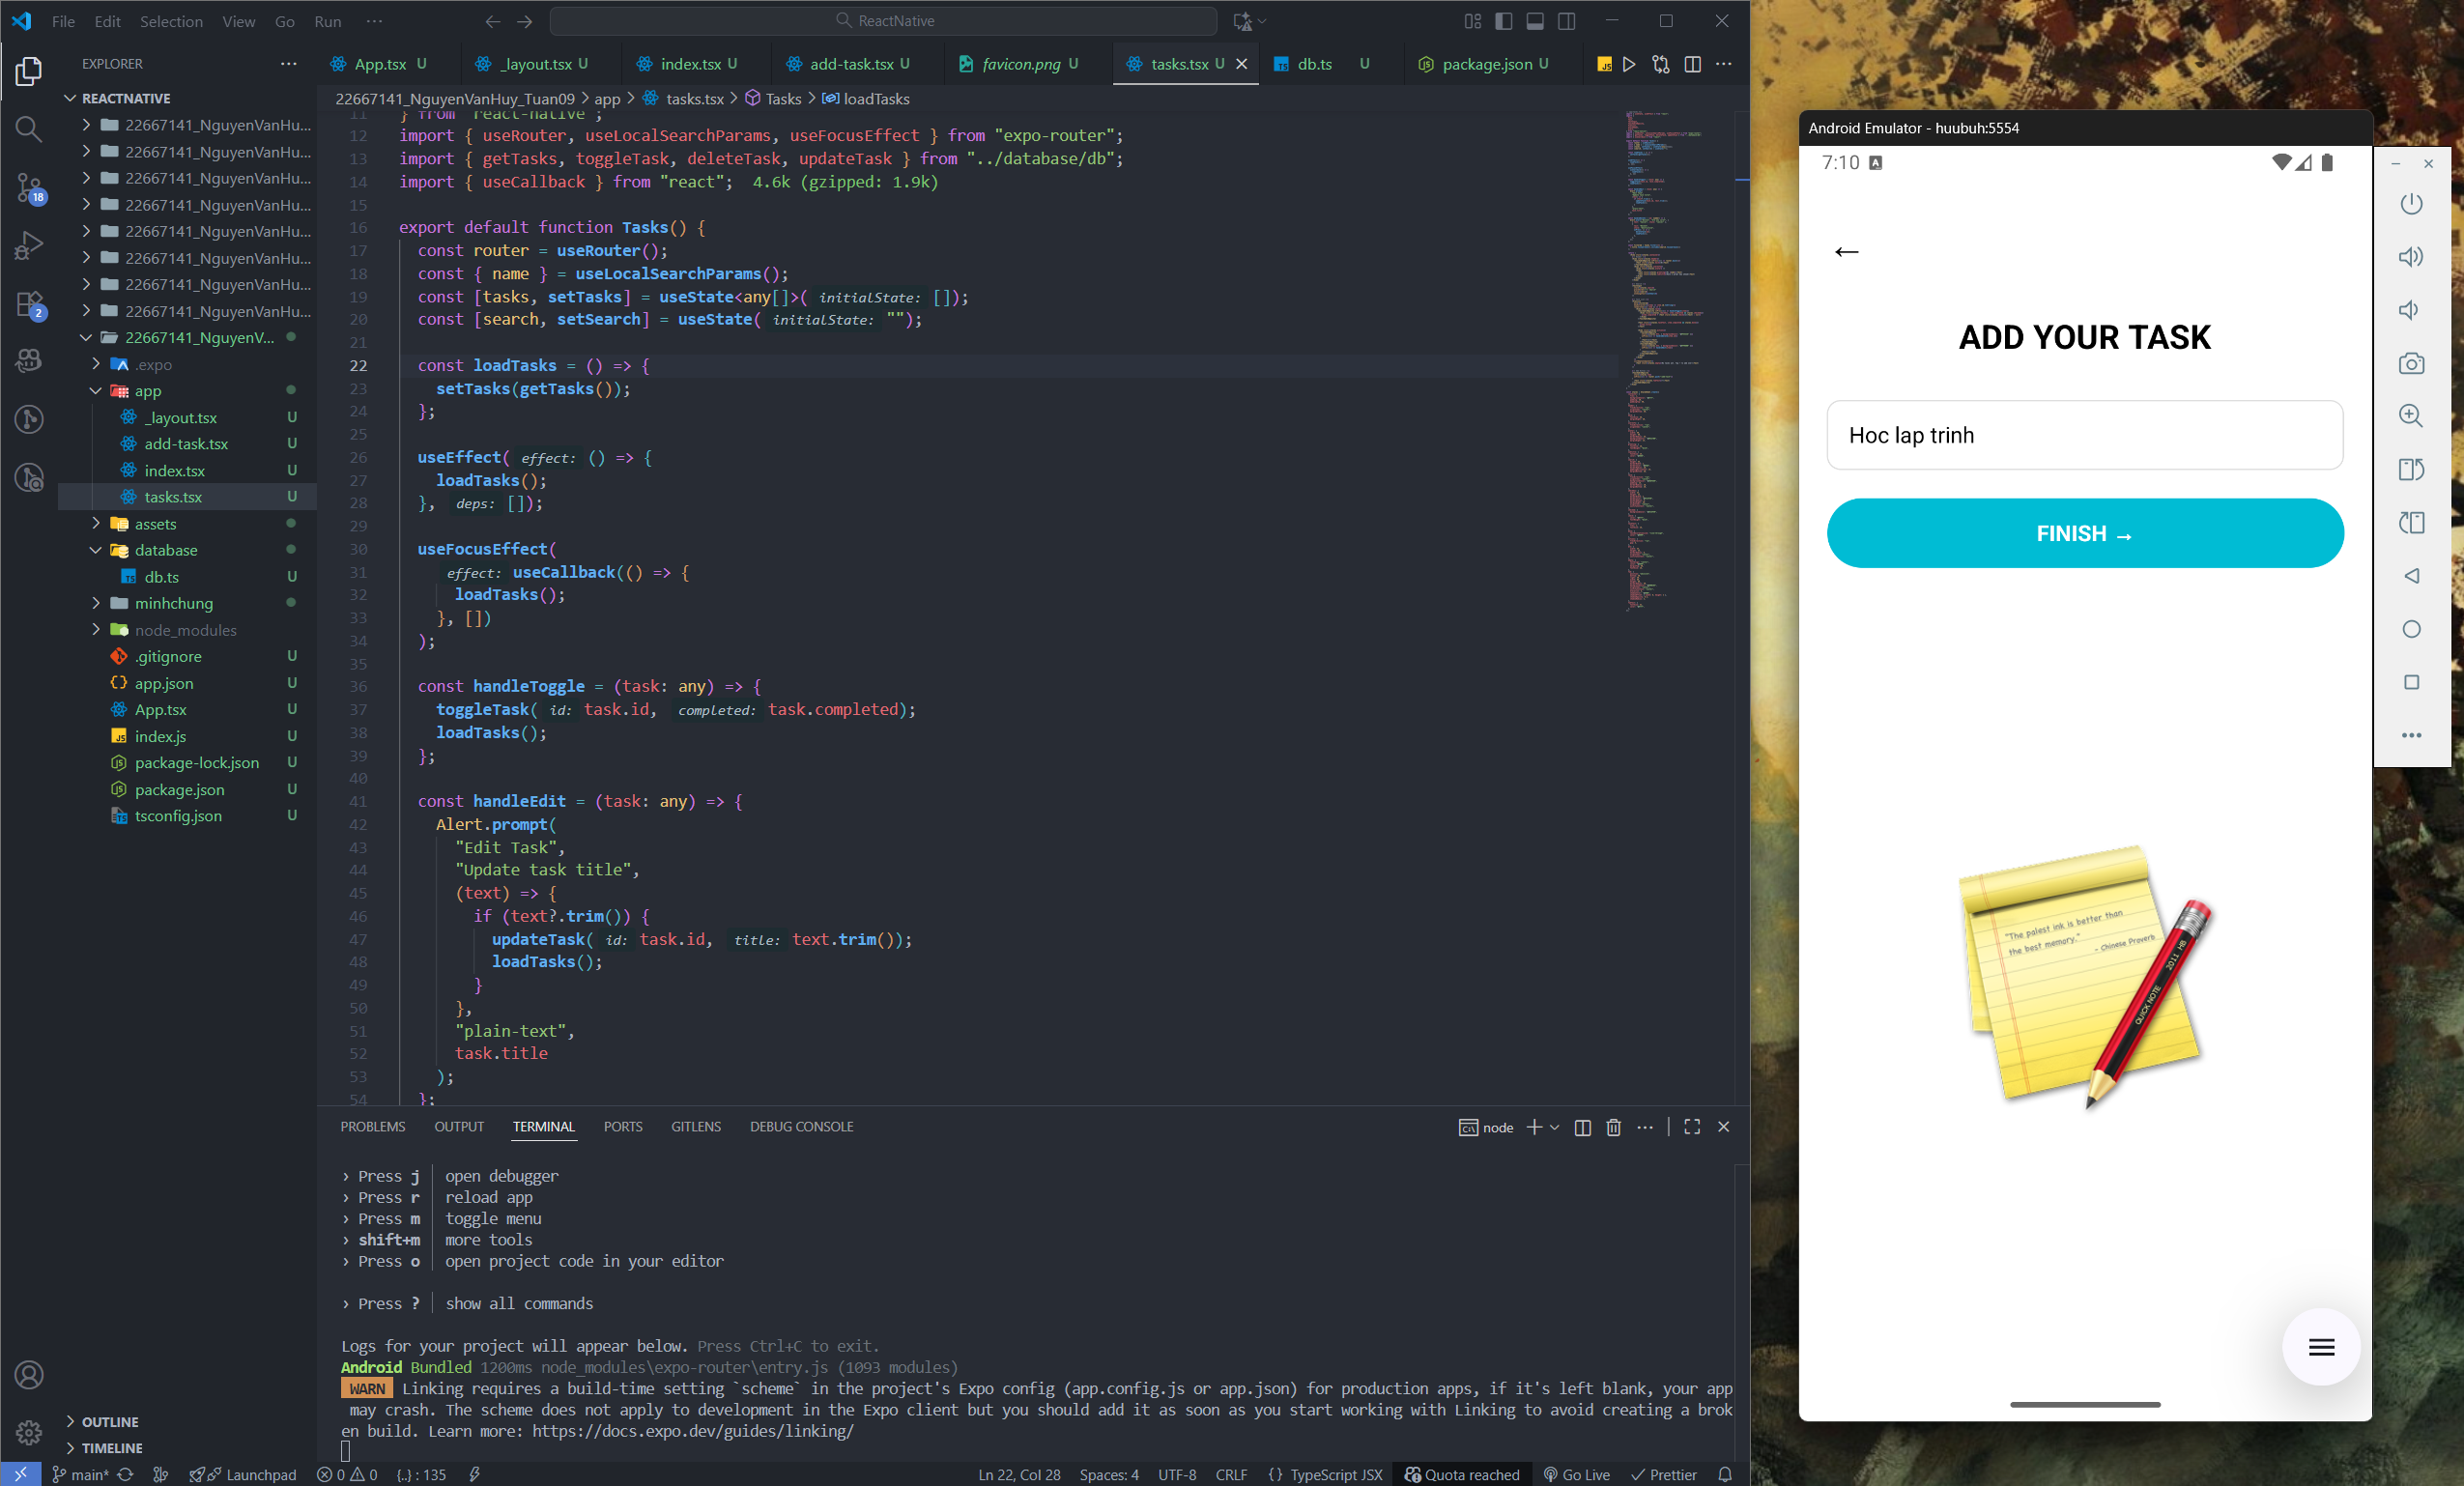 File Edit Selection View Go Run ···
ReactNative
EXPLORER
REACTNATIVE
22667141_NguyenVanHu...
22667141_NguyenVanHu...
22667141_NguyenVanHu...
22667141_NguyenVanHu...
22667141_NguyenVanHu...
22667141_NguyenVanHu...
22667141_NguyenVanHu...
22667141_NguyenVanHu...
22667141_NguyenV...
.expo
app
_layout.tsx U
add-task.tsx U
index.tsx U
tasks.tsx U
assets
database
db.ts U
minhchung
node_modules
.gitignore U
app.json U
App.tsx U
index.js U
package-lock.json U
package.json U
tsconfig.json U
OUTLINE
TIMELINE
18
2
App.tsx U _layout.tsx U index.tsx U add-task.tsx U favicon.png U tasks.tsx U db.ts U package.json U
22667141_NguyenVanHuy_Tuan09 > app > tasks.tsx > Tasks > loadTasks
11 } from "react-native";
12 import { useRouter, useLocalSearchParams, useFocusEffect } from "expo-router";
13 import { getTasks, toggleTask, deleteTask, updateTask } from "../database/db";
14 import { useCallback } from "react"; 4.6k (gzipped: 1.9k)
15
16 export default function Tasks() {
17 const router = useRouter();
18 const { name } = useLocalSearchParams();
19 const [tasks, setTasks] = useState<any[]>( initialState: []);
20 const [search, setSearch] = useState( initialState: "");
21
22 const loadTasks = () => {
23 setTasks(getTasks());
24 };
25
26 useEffect( effect: () => {
27 loadTasks();
28 }, deps: []);
29
30 useFocusEffect(
31 effect: useCallback(() => {
32 loadTasks();
33 }, [])
34 );
35
36 const handleToggle = (task: any) => {
37 toggleTask( id: task.id, completed: task.completed);
38 loadTasks();
39 };
40
41 const handleEdit = (task: any) => {
42 Alert.prompt(
43 "Edit Task",
44 "Update task title",
45 (text) => {
46 if (text?.trim()) {
47 updateTask( id: task.id, title: text.trim());
48 loadTasks();
49 }
50 },
51 "plain-text",
52 task.title
53 );
54 };
PROBLEMS OUTPUT TERMINAL PORTS GITLENS DEBUG CONSOLE
node
› Press j │ open debugger
› Press r │ reload app
› Press m │ toggle menu
› shift+m │ more tools
› Press o │ open project code in your editor
› Press ? │ show all commands
Logs for your project will appear below. Press Ctrl+C to exit.
Android Bundled 1200ms node_modules\expo-router\entry.js (1093 modules)
WARN Linking requires a build-time setting `scheme` in the project's Expo config (app.config.js or app.json) for production apps, if it's left blank, your app
may crash. The scheme does not apply to development in the Expo client but you should add it as soon as you start working with Linking to avoid creating a brok
en build. Learn more: https://docs.expo.dev/guides/linking/
main* Launchpad 0 0 {..} : 135 Ln 22, Col 28 Spaces: 4 UTF-8 CRLF {} TypeScript JSX Quota reached Go Live Prettier
Android Emulator - huubuh:5554
7:10 A
←
ADD YOUR TASK
Hoc lap trinh
FINISH →
"The palest ink is better than
the best memory."
- Chinese Proverb
QUICK NOTE 2011 HB